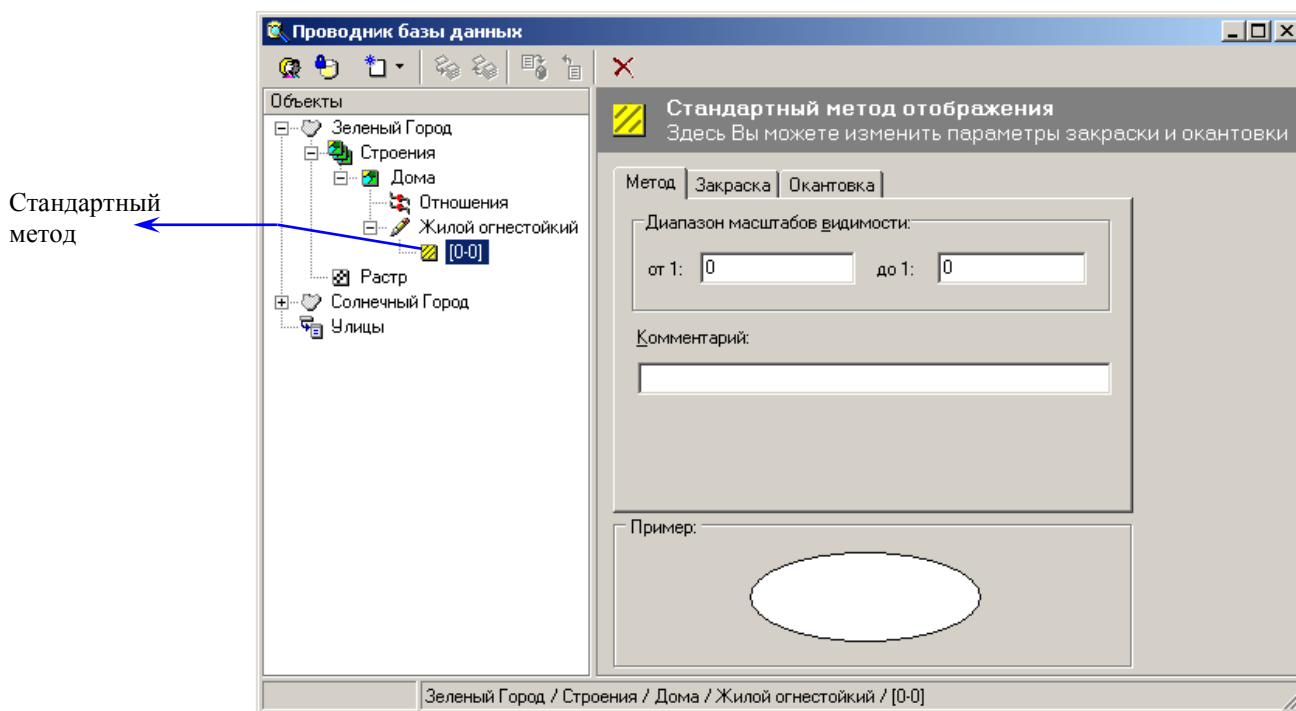 Проводник базы данных
Объекты
Зеленый Город
Строения
Дома
Отношения
Жилой огнестойкий
[0-0]
Растр
Солнечный Город
Улицы
Стандартный
метод
Стандартный метод отображения
Здесь Вы можете изменить параметры закраски и окантовки
Метод Закраска Окантовка
Диапазон масштабов видимости:
от 1: 0 до 1: 0
Комментарий:
Пример:
Зеленый Город / Строения / Дома / Жилой огнестойкий / [0-0]